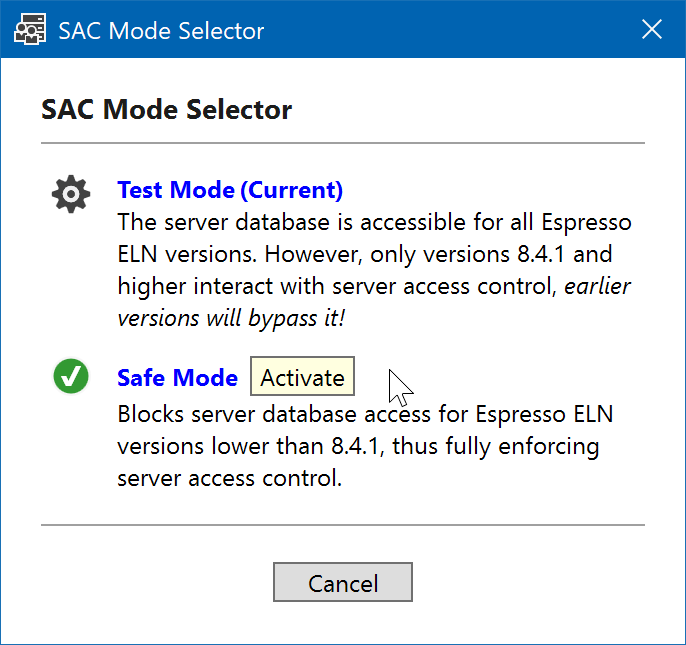 SAC Mode Selector
SAC Mode Selector
Test Mode (Current)
The server database is accessible for all Espresso
ELN versions. However, only versions 8.4.1 and
higher interact with server access control, earlier
versions will bypass it!
Safe Mode Activate
Blocks server database access for Espresso ELN
versions lower than 8.4.1, thus fully enforcing
server access control.
Cancel